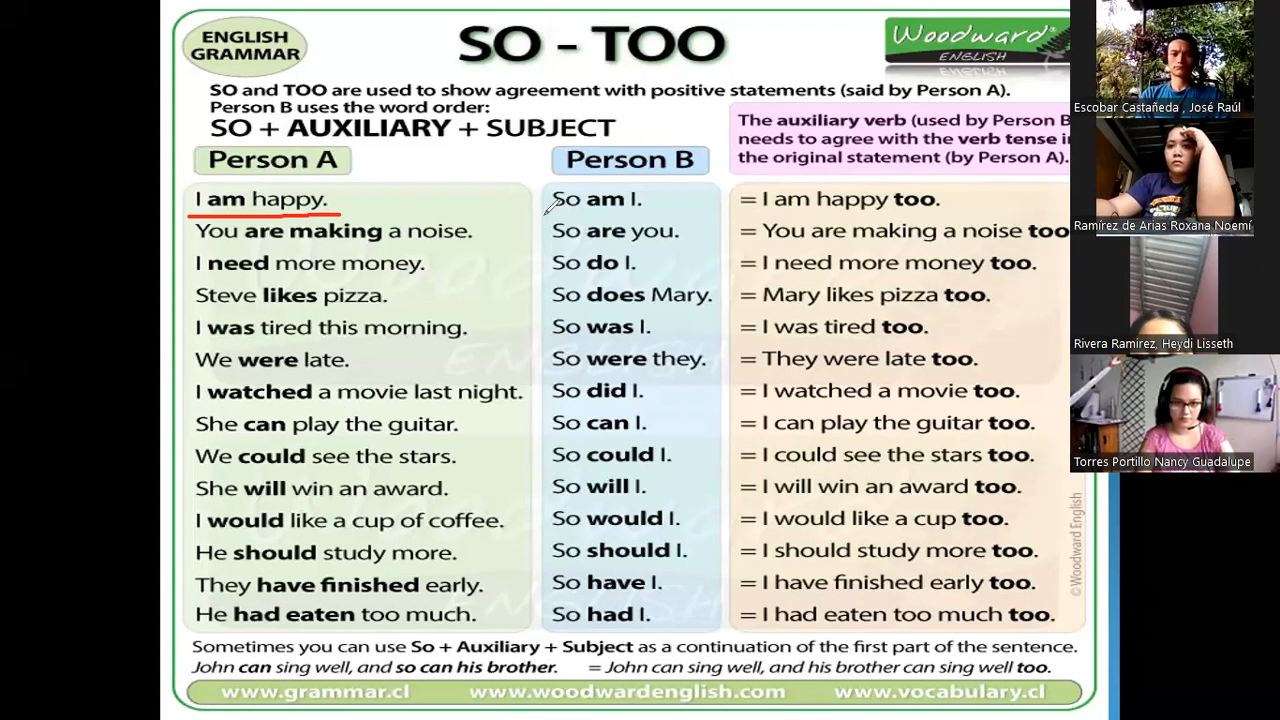 ENGLISH
GRAMMAR
SO - TOO
Woodward
ENGLISH
SO and TOO are used to show agreement with positive statements (said by Person A).
Person B uses the word order:
SO + AUXILIARY + SUBJECT
The auxiliary verb (used by Person B
needs to agree with the verb tense in
the original statement (by Person A).
Person A
Person B
I am happy.
So am I.
= I am happy too.
You are making a noise.
So are you.
= You are making a noise too
I need more money.
So do I.
= I need more money too.
Steve likes pizza.
So does Mary.
= Mary likes pizza too.
I was tired this morning.
So was I.
= I was tired too.
We were late.
So were they.
= They were late too.
I watched a movie last night.
So did I.
= I watched a movie too.
She can play the guitar.
So can I.
= I can play the guitar too.
We could see the stars.
So could I.
= I could see the stars too.
She will win an award.
So will I.
= I will win an award too.
I would like a cup of coffee.
So would I.
= I would like a cup too.
He should study more.
So should I.
= I should study more too.
They have finished early.
So have I.
= I have finished early too.
He had eaten too much.
So had I.
= I had eaten too much too.
© Woodward English
Sometimes you can use So + Auxiliary + Subject as a continuation of the first part of the sentence.
John can sing well, and so can his brother. = John can sing well, and his brother can sing well too.
www.grammar.cl www.woodwardenglish.com www.vocabulary.cl
Escobar Castañeda , José Raúl
Ramírez de Arias Roxana Noemí
Rivera Ramirez, Heydi Lisseth
Torres Portillo Nancy Guadalupe